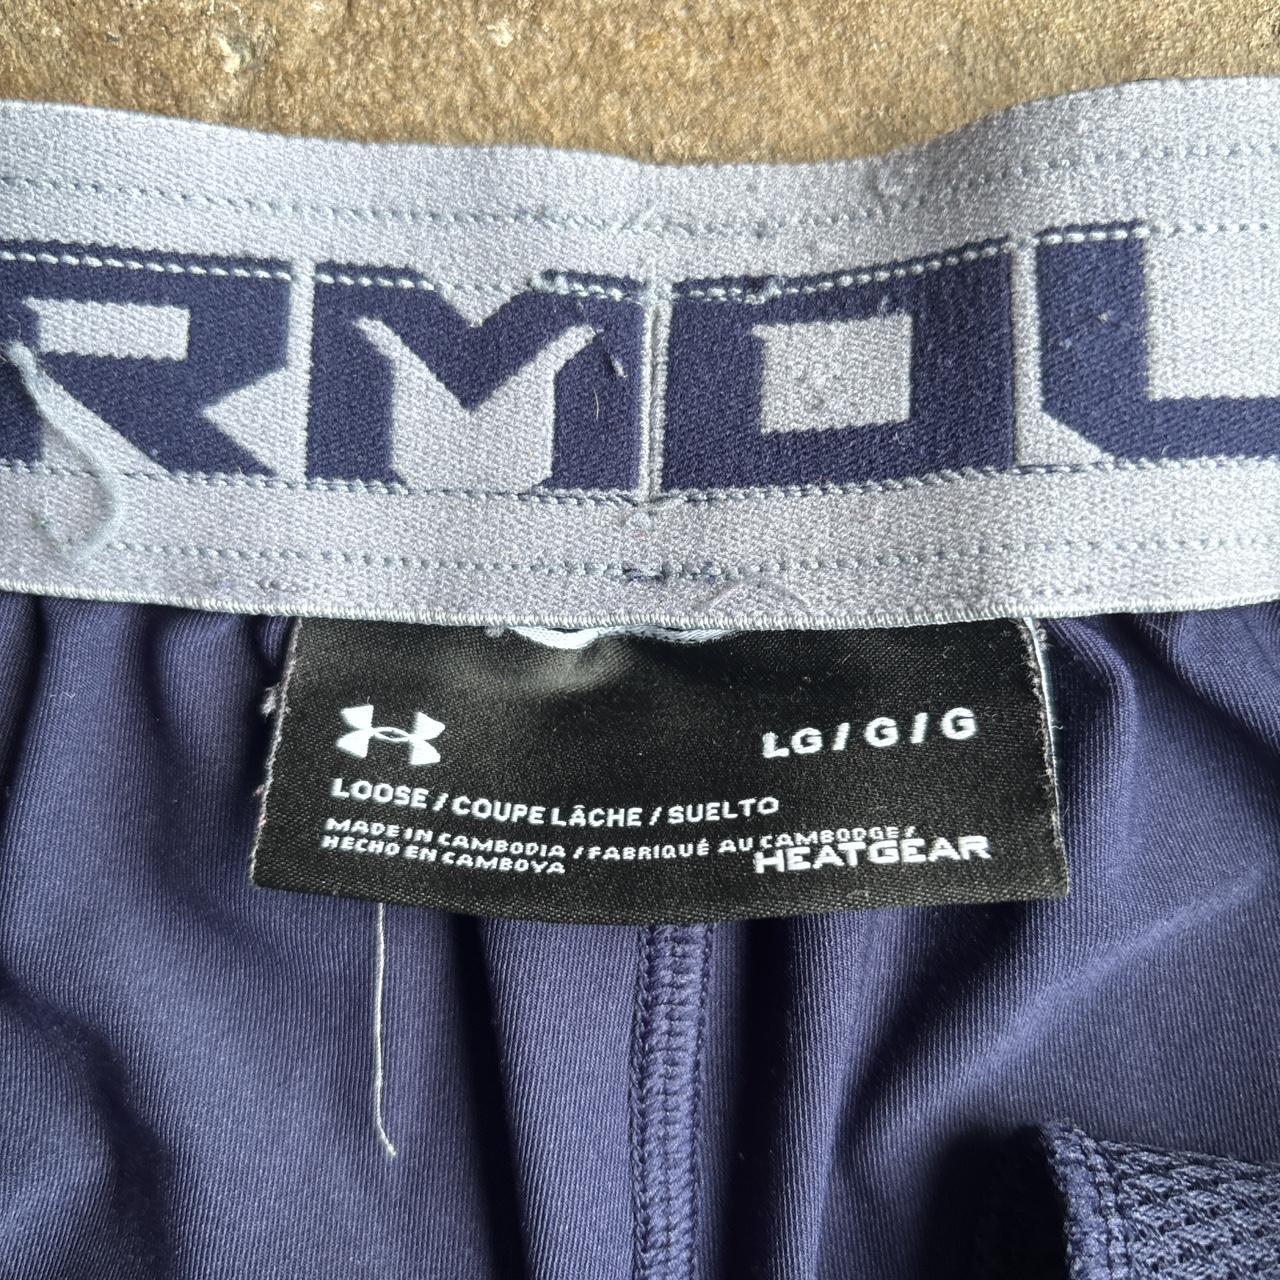 RMOU
LG / G / G
LOOSE / COUPE LÂCHE / SUELTO
MADE IN CAMBODIA / FABRIQUÉ AU CAMBODGE /
HECHO EN CAMBOYA
HEATGEAR